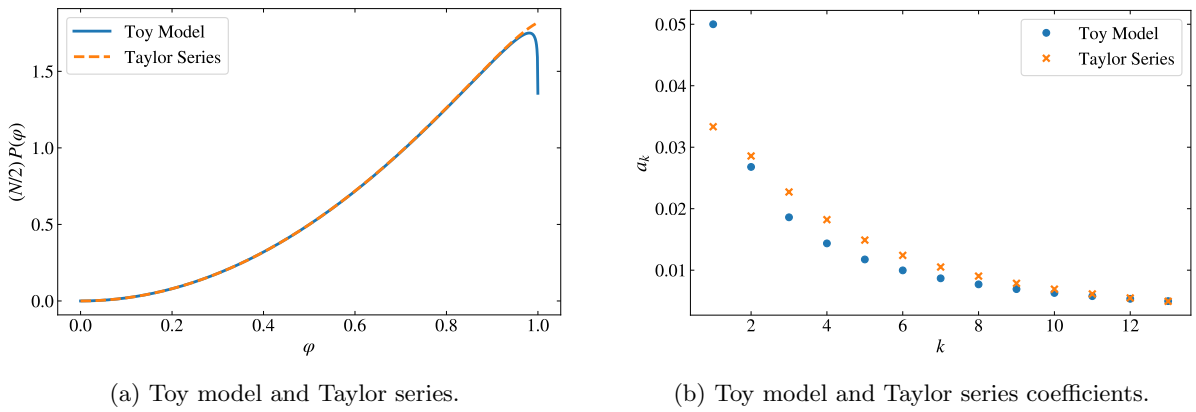 Toy Model
Taylor Series
1.5
1.0
0.5
0.0
(N/2)P(φ)
0.0 0.2 0.4 0.6 0.8 1.0
φ
(a) Toy model and Taylor series.
Toy Model
Taylor Series
0.05
0.04
0.03
0.02
0.01
a_k
2 4 6 8 10 12
k
(b) Toy model and Taylor series coefficients.